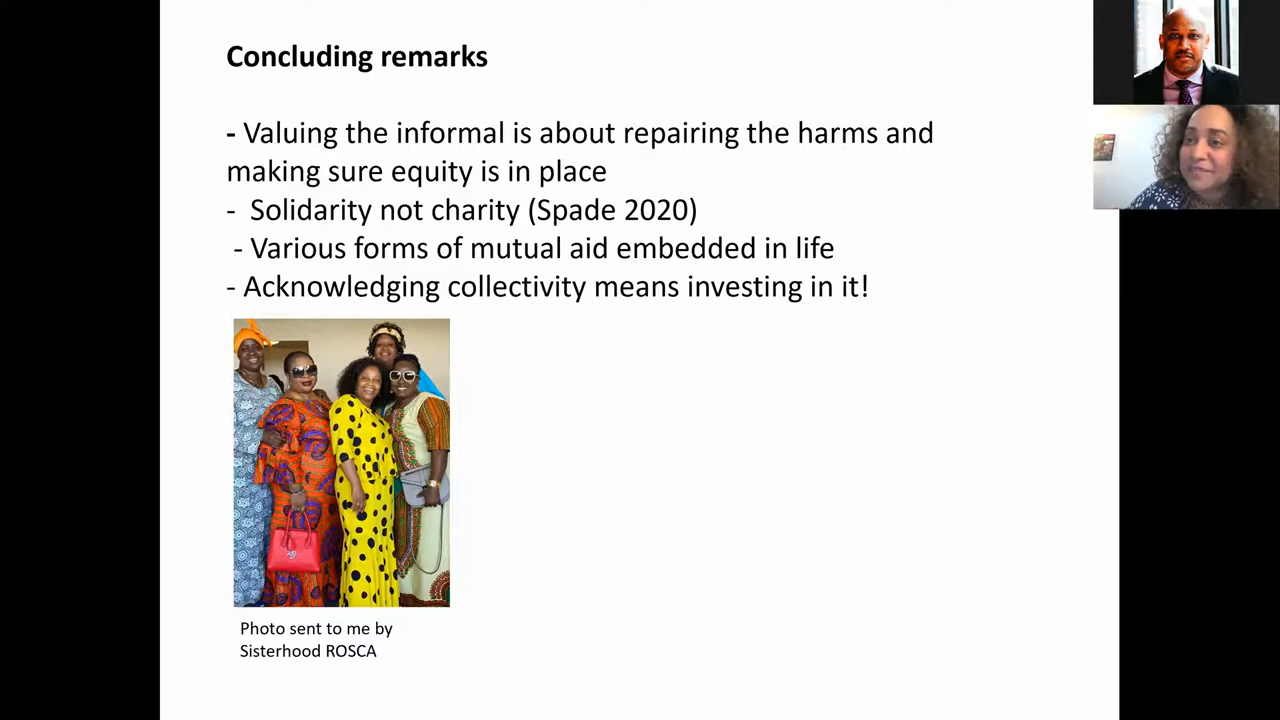 Concluding remarks
- Valuing the informal is about repairing the harms and
making sure equity is in place
- Solidarity not charity (Spade 2020)
- Various forms of mutual aid embedded in life
- Acknowledging collectivity means investing in it!
Photo sent to me by
Sisterhood ROSCA